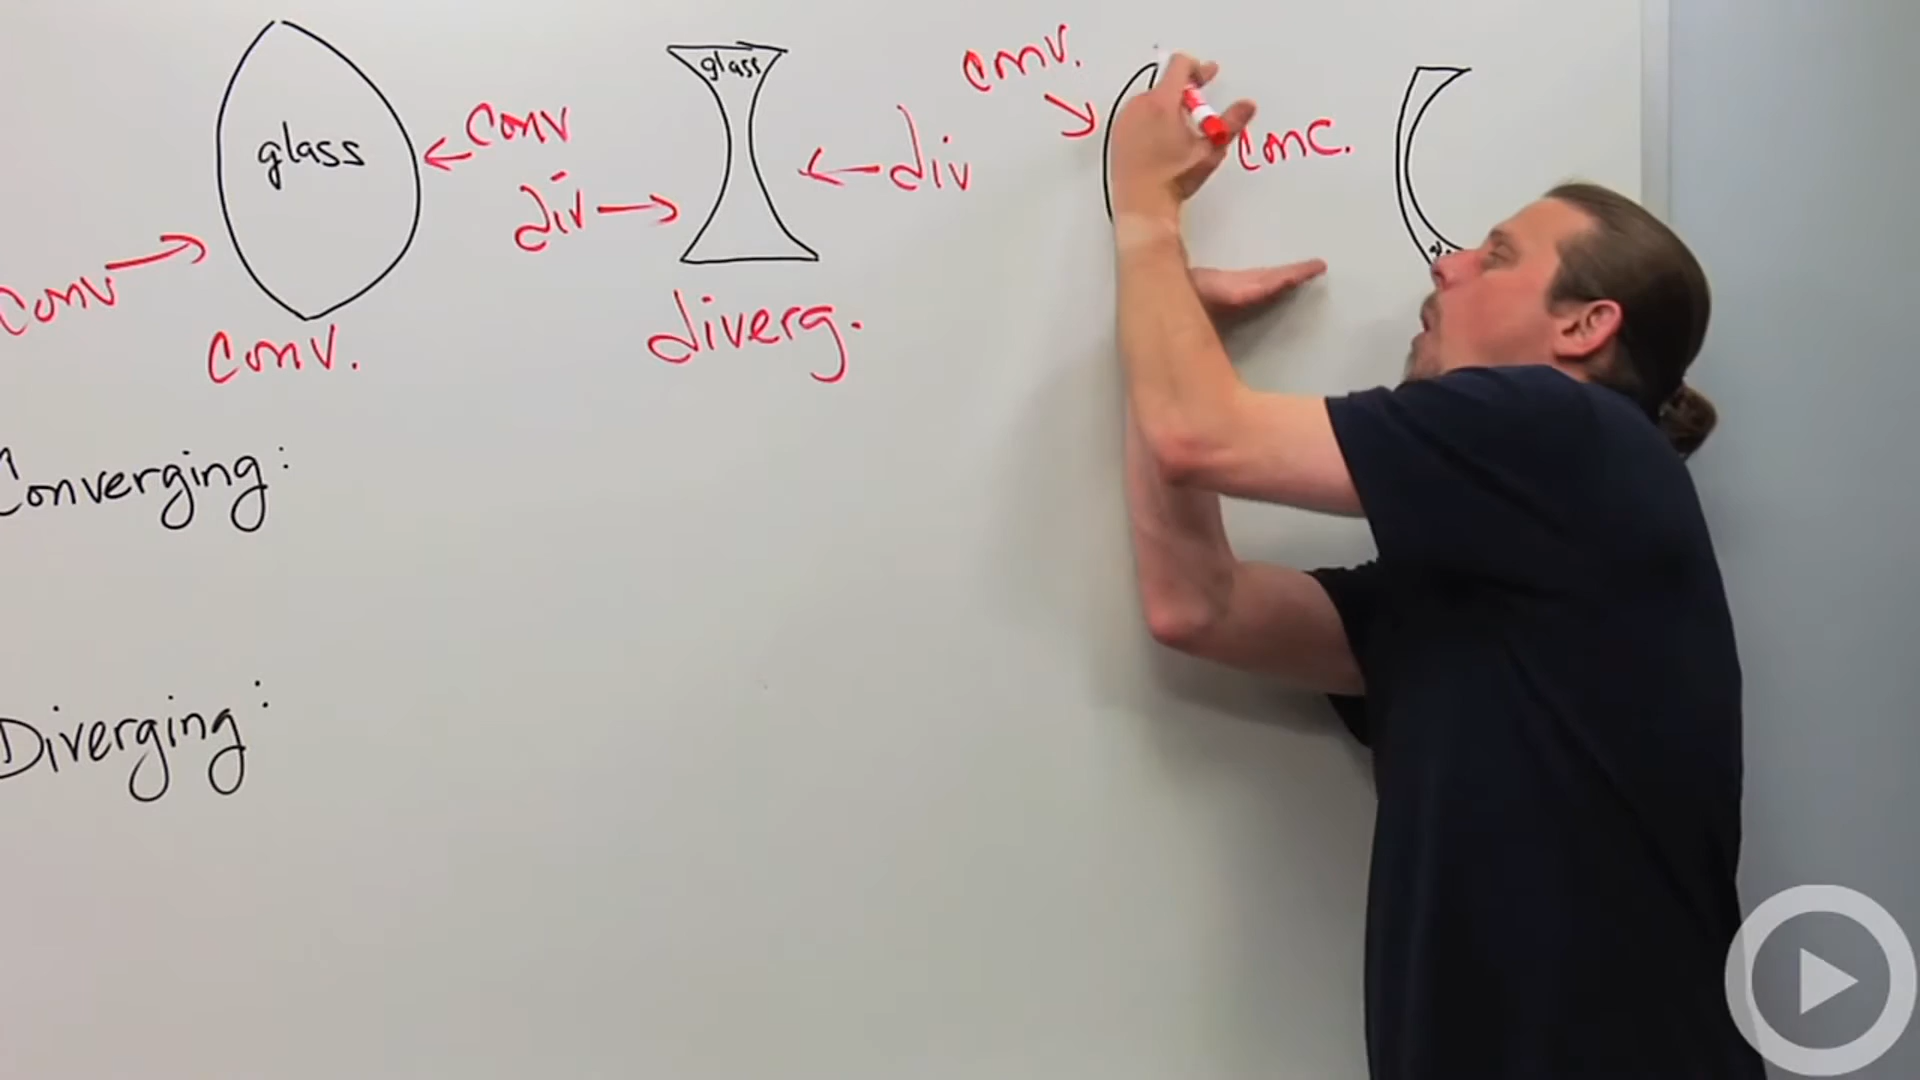 glass
conv
conv
conv.
glass
div
div
diverg.
conv.
conc.
Converging:
Diverging: